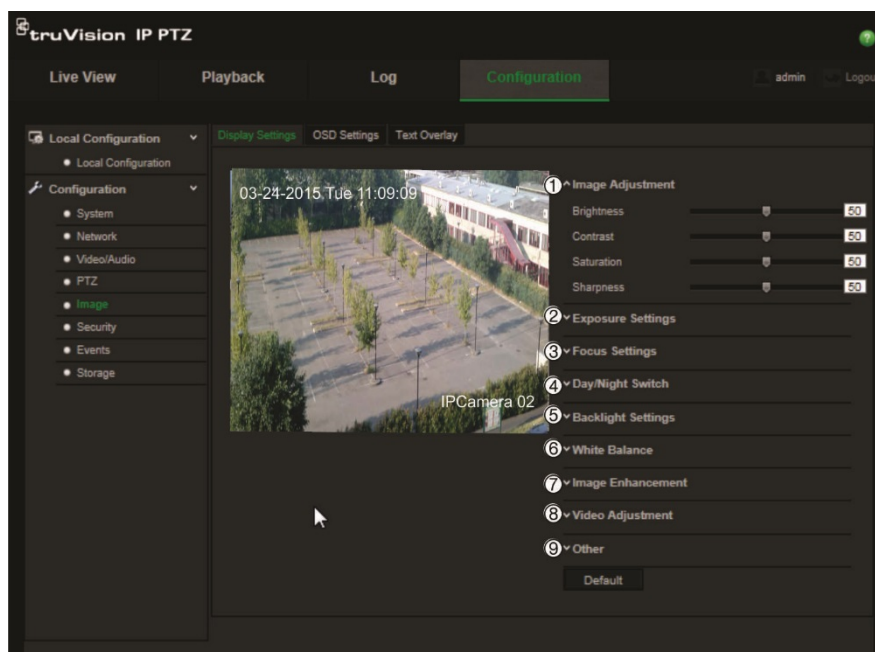 truVision IP PTZ
?
Live View Playback Log Configuration admin Logou
Local Configuration
Local Configuration
Configuration
System
Network
Video/Audio
PTZ
Image
Security
Events
Storage
Display Settings OSD Settings Text Overlay
03-24-2015 Tue 11:09:09
IPCamera 02
1 Image Adjustment
Brightness 50
Contrast 50
Saturation 50
Sharpness 50
2 Exposure Settings
3 Focus Settings
4 Day/Night Switch
5 Backlight Settings
6 White Balance
7 Image Enhancement
8 Video Adjustment
9 Other
Default